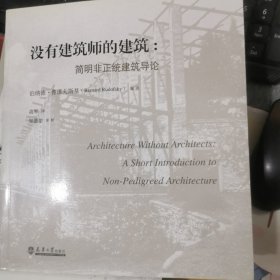 没有建筑师的建筑：
简明非正统建筑导论
伯纳德·鲁道夫斯基（Bernard Rudofsky） 编著
高军 译
Architecture Without Architects:
A Short Introduction to
Non-Pedigreed Architecture
天津大学出版社